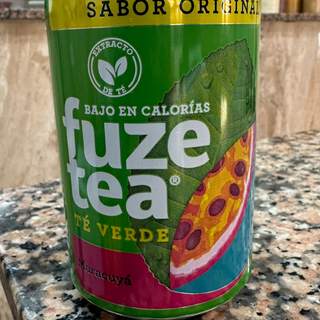 SABOR ORIGINAL
EXTRACTO
DE TÉ
BAJO EN CALORÍAS
fuze
tea®
TÉ VERDE
Maracuyá